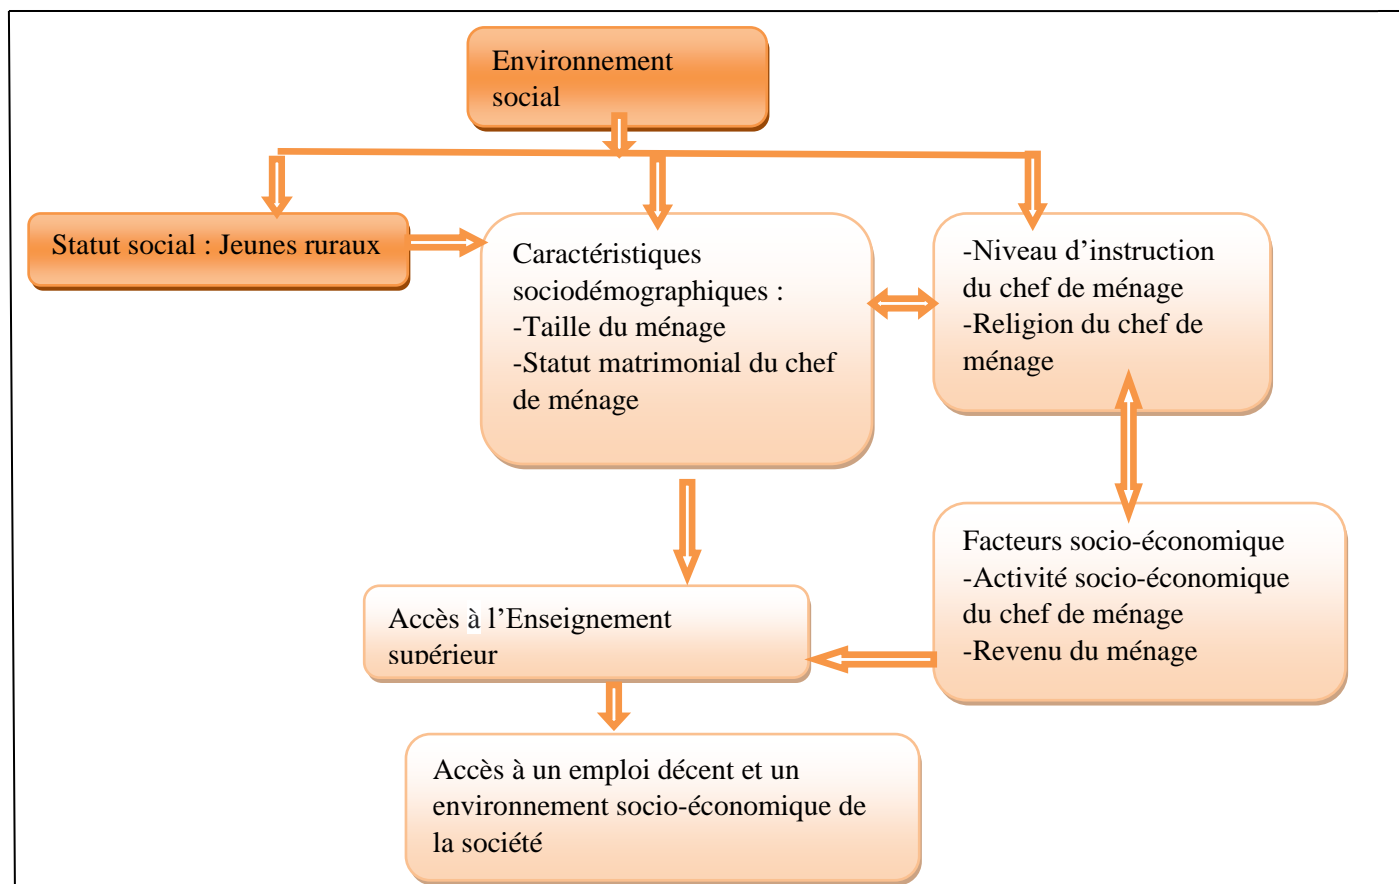 Environnement
social
Statut social : Jeunes ruraux
Caractéristiques
sociodémographiques :
-Taille du ménage
-Statut matrimonial du chef
de ménage
-Niveau d’instruction
du chef de ménage
-Religion du chef de
ménage
Facteurs socio-économique
-Activité socio-économique
du chef de ménage
-Revenu du ménage
Accès à l’Enseignement
supérieur
Accès à un emploi décent et un
environnement socio-économique de
la société